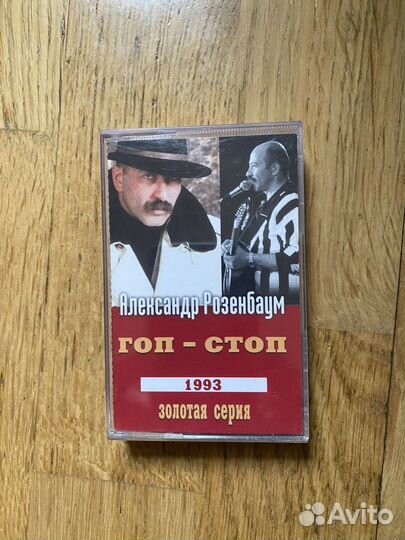 Александр Розенбаум
ГОП – СТОП
1993
ЗОЛОТАЯ СЕРИЯ
Avito